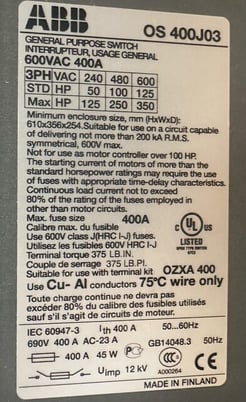 ABB OS 400J03
GENERAL PURPOSE SWITCH
INTERRUPTEUR, USAGE GENERAL
600VAC 400A
3PH VAC 240 480 600
STD HP 50 100 125
Max HP 125 250 350
Minimum enclosure size, mm (HxWxD):
610x356x254. Suitable for use on a circuit capable
of delivering not more than 200 kA R.M.S.
symmetrical, 600V max.
Not for use as motor controller over 100 HP.
The starting current of motors of more than the
standard horsepower ratings may require the use
of fuses with appropriate time-delay characteristics.
Continuous load current not to exceed
80% of the rating of the fuses employed in
other than motor circuits.
Max. fuse size 400A
Calibre max. du fusible
Use 600V class J(HRC I-J) fuses.
Utilisez les fusibles 600V HRC I-J
Terminal torque 375 LB.IN.
Couple de serrage 375 LB.PI.
Suitable for use with terminal kit OZXA 400
Use Cu- Al conductors 75°C wire only
Toute charge continue ne devra pas
excéder 80% du calibre des fusibles utilisés
sauf s'il s'agit de circuits de moteur.
C UL US
LISTED
IEC 60947-3 Ith 400 A 50...60Hz
690V 400 A AC-23 A GB14048.3 50Hz
400 A 45 W
Uimp 12 kV A000264 CCC
MADE IN FINLAND